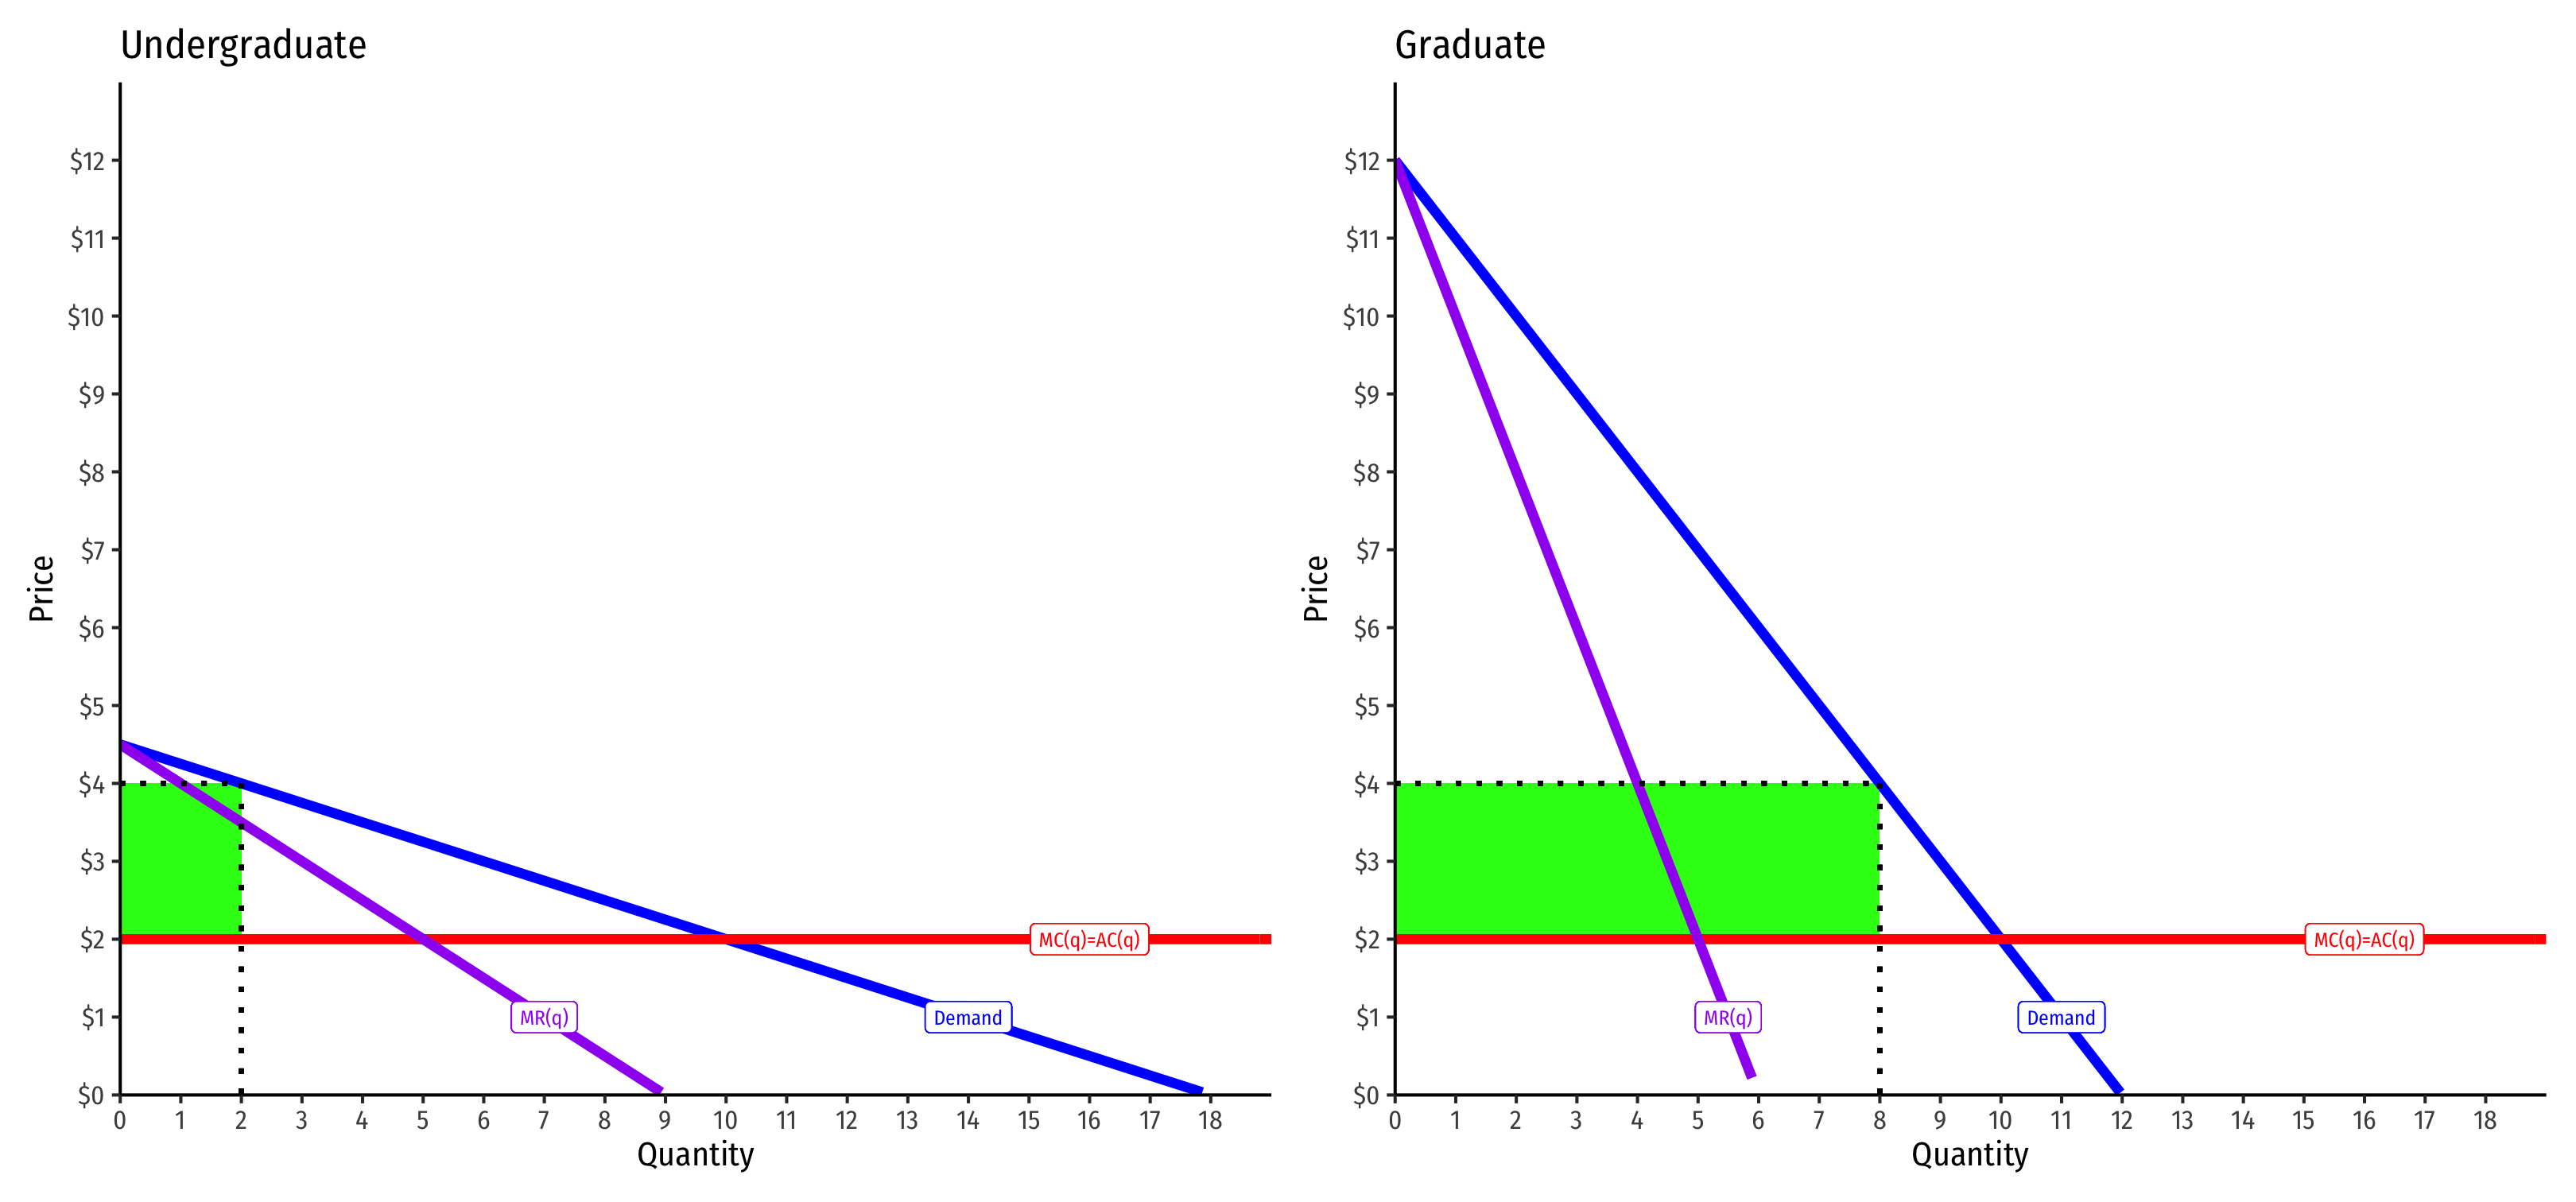 Undergraduate
Price
$12
$11
$10
$9
$8
$7
$6
$5
$4
$3
$2
$1
$0
MC(q)=AC(q)
MR(q)
Demand
0 1 2 3 4 5 6 7 8 9 10 11 12 13 14 15 16 17 18
Quantity
Graduate
Price
$12
$11
$10
$9
$8
$7
$6
$5
$4
$3
$2
$1
$0
MC(q)=AC(q)
MR(q)
Demand
0 1 2 3 4 5 6 7 8 9 10 11 12 13 14 15 16 17 18
Quantity